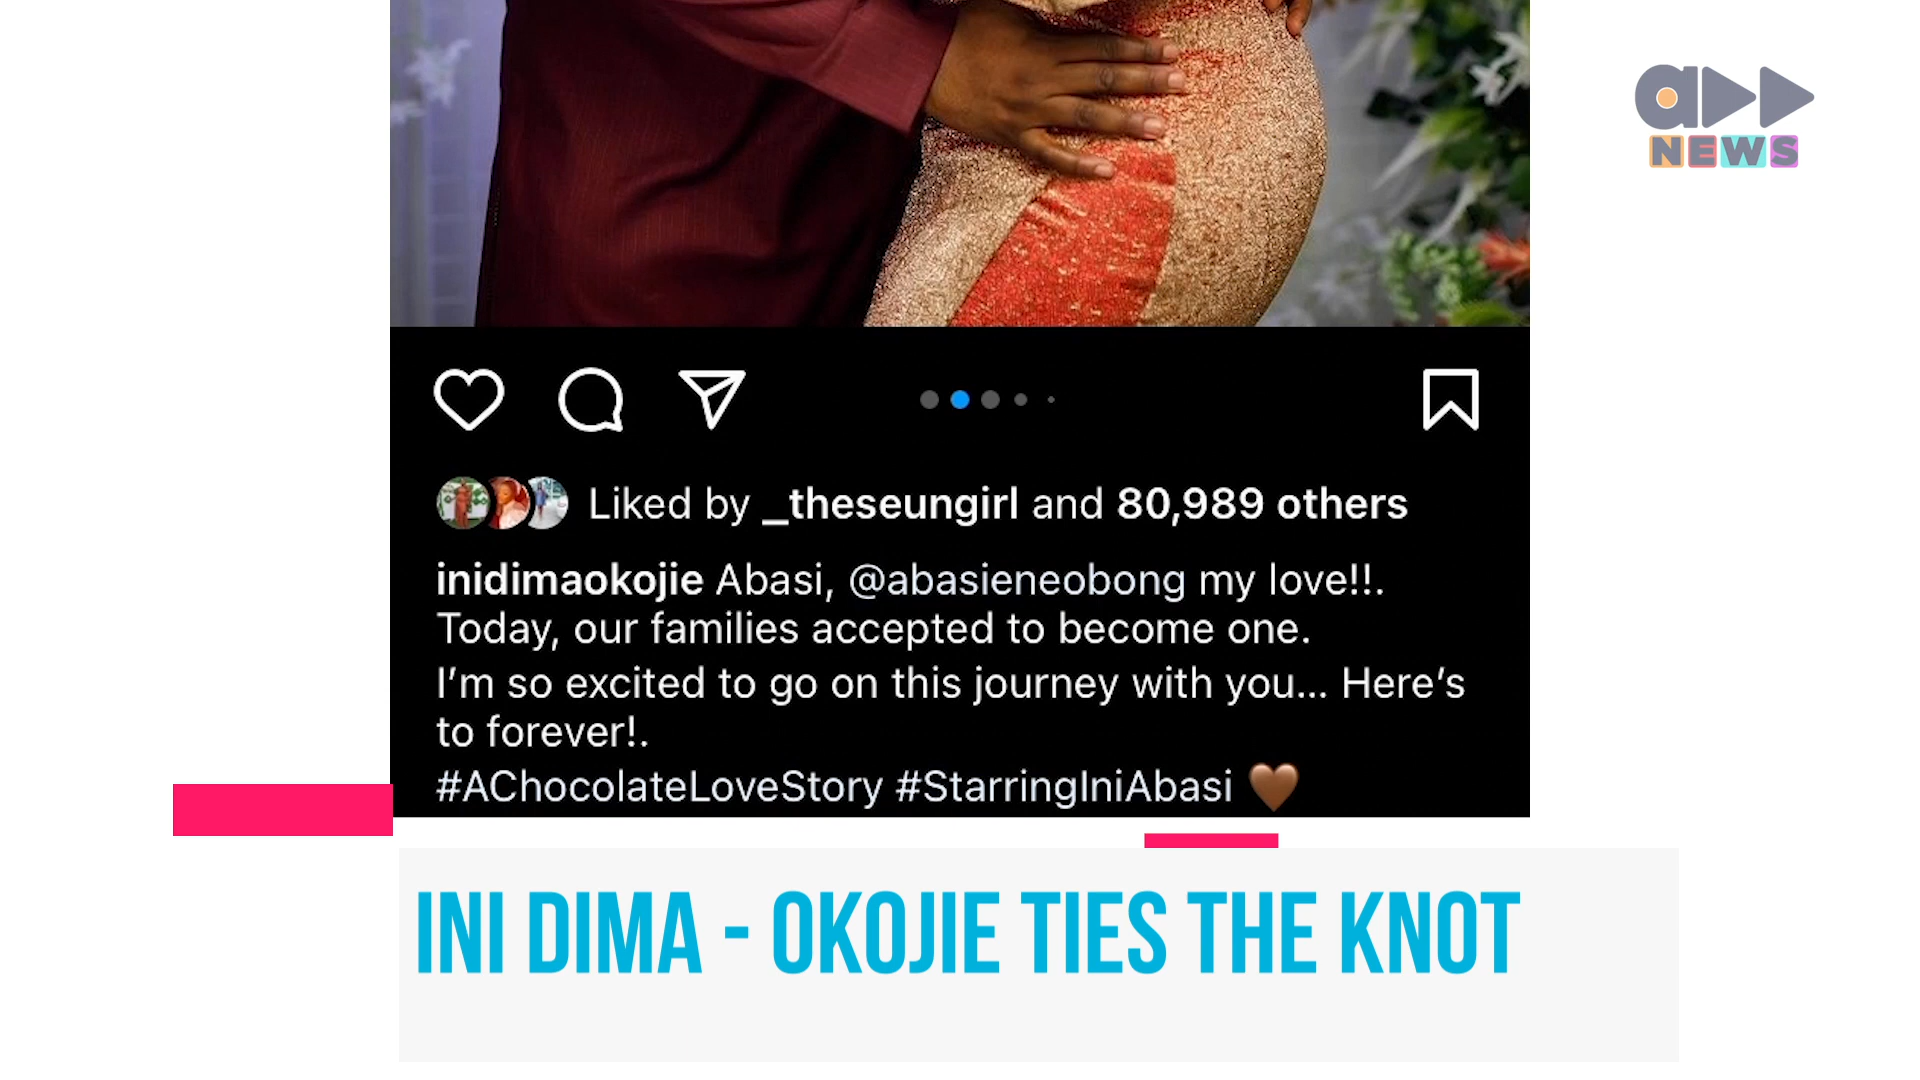 NEWS
Liked by _theseungirl and 80,989 others
inidimaokojie Abasi, @abasieneobong my love!!.
Today, our families accepted to become one.
I'm so excited to go on this journey with you... Here's
to forever!.
#AChocolateLoveStory #StarringIniAbasi 🤎
INI DIMA - OKOJIE TIES THE KNOT